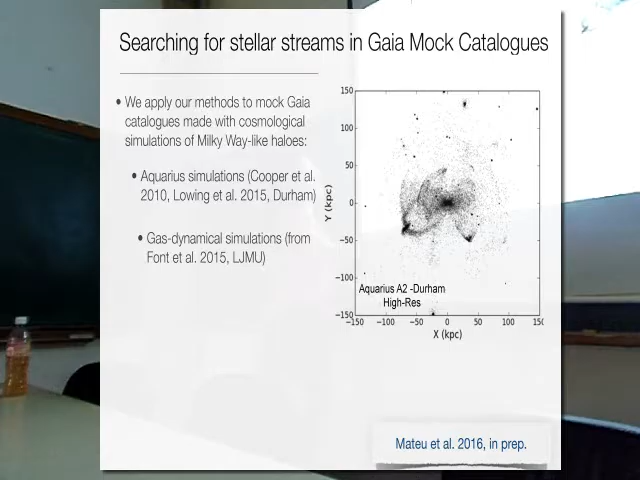 Searching for stellar streams in Gaia Mock Catalogues
• We apply our methods to mock Gaia
catalogues made with cosmological
simulations of Milky Way-like haloes:
• Aquarius simulations (Cooper et al.
2010, Lowing et al. 2015, Durham)
• Gas-dynamical simulations (from
Font et al. 2015, LJMU)
150
100
50
0
−50
−100
−150
Y (kpc)
Aquarius A2 -Durham
High-Res
−150 −100 −50 0 50 100 150
X (kpc)
Mateu et al. 2016, in prep.